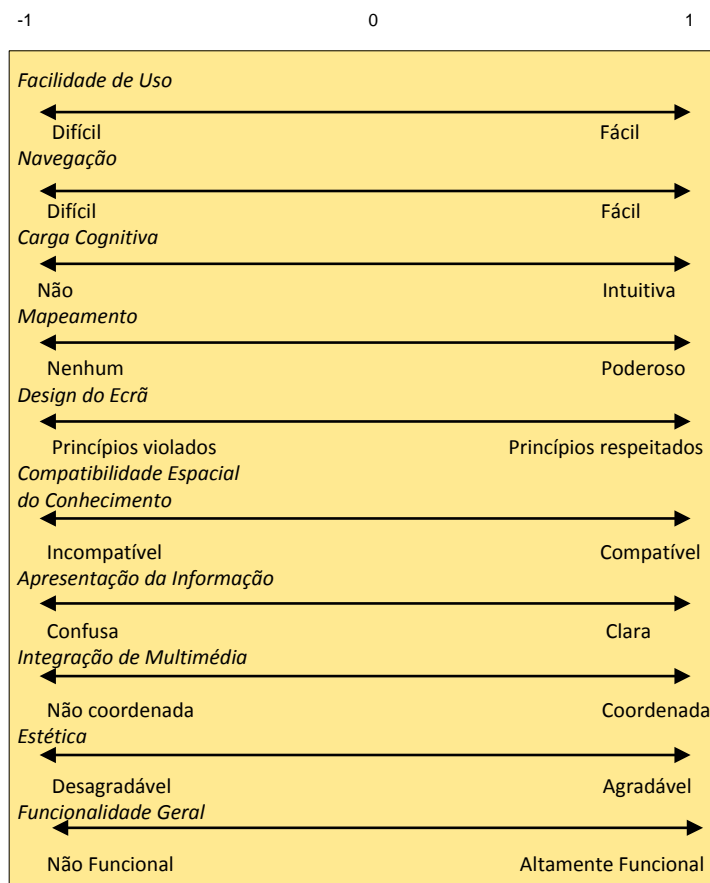 -1 0 1
Facilidade de Uso
Difícil Fácil
Navegação
Difícil Fácil
Carga Cognitiva
Não Intuitiva
Mapeamento
Nenhum Poderoso
Design do Ecrã
Princípios violados Princípios respeitados
Compatibilidade Espacial
do Conhecimento
Incompatível Compatível
Apresentação da Informação
Confusa Clara
Integração de Multimédia
Não coordenada Coordenada
Estética
Desagradável Agradável
Funcionalidade Geral
Não Funcional Altamente Funcional